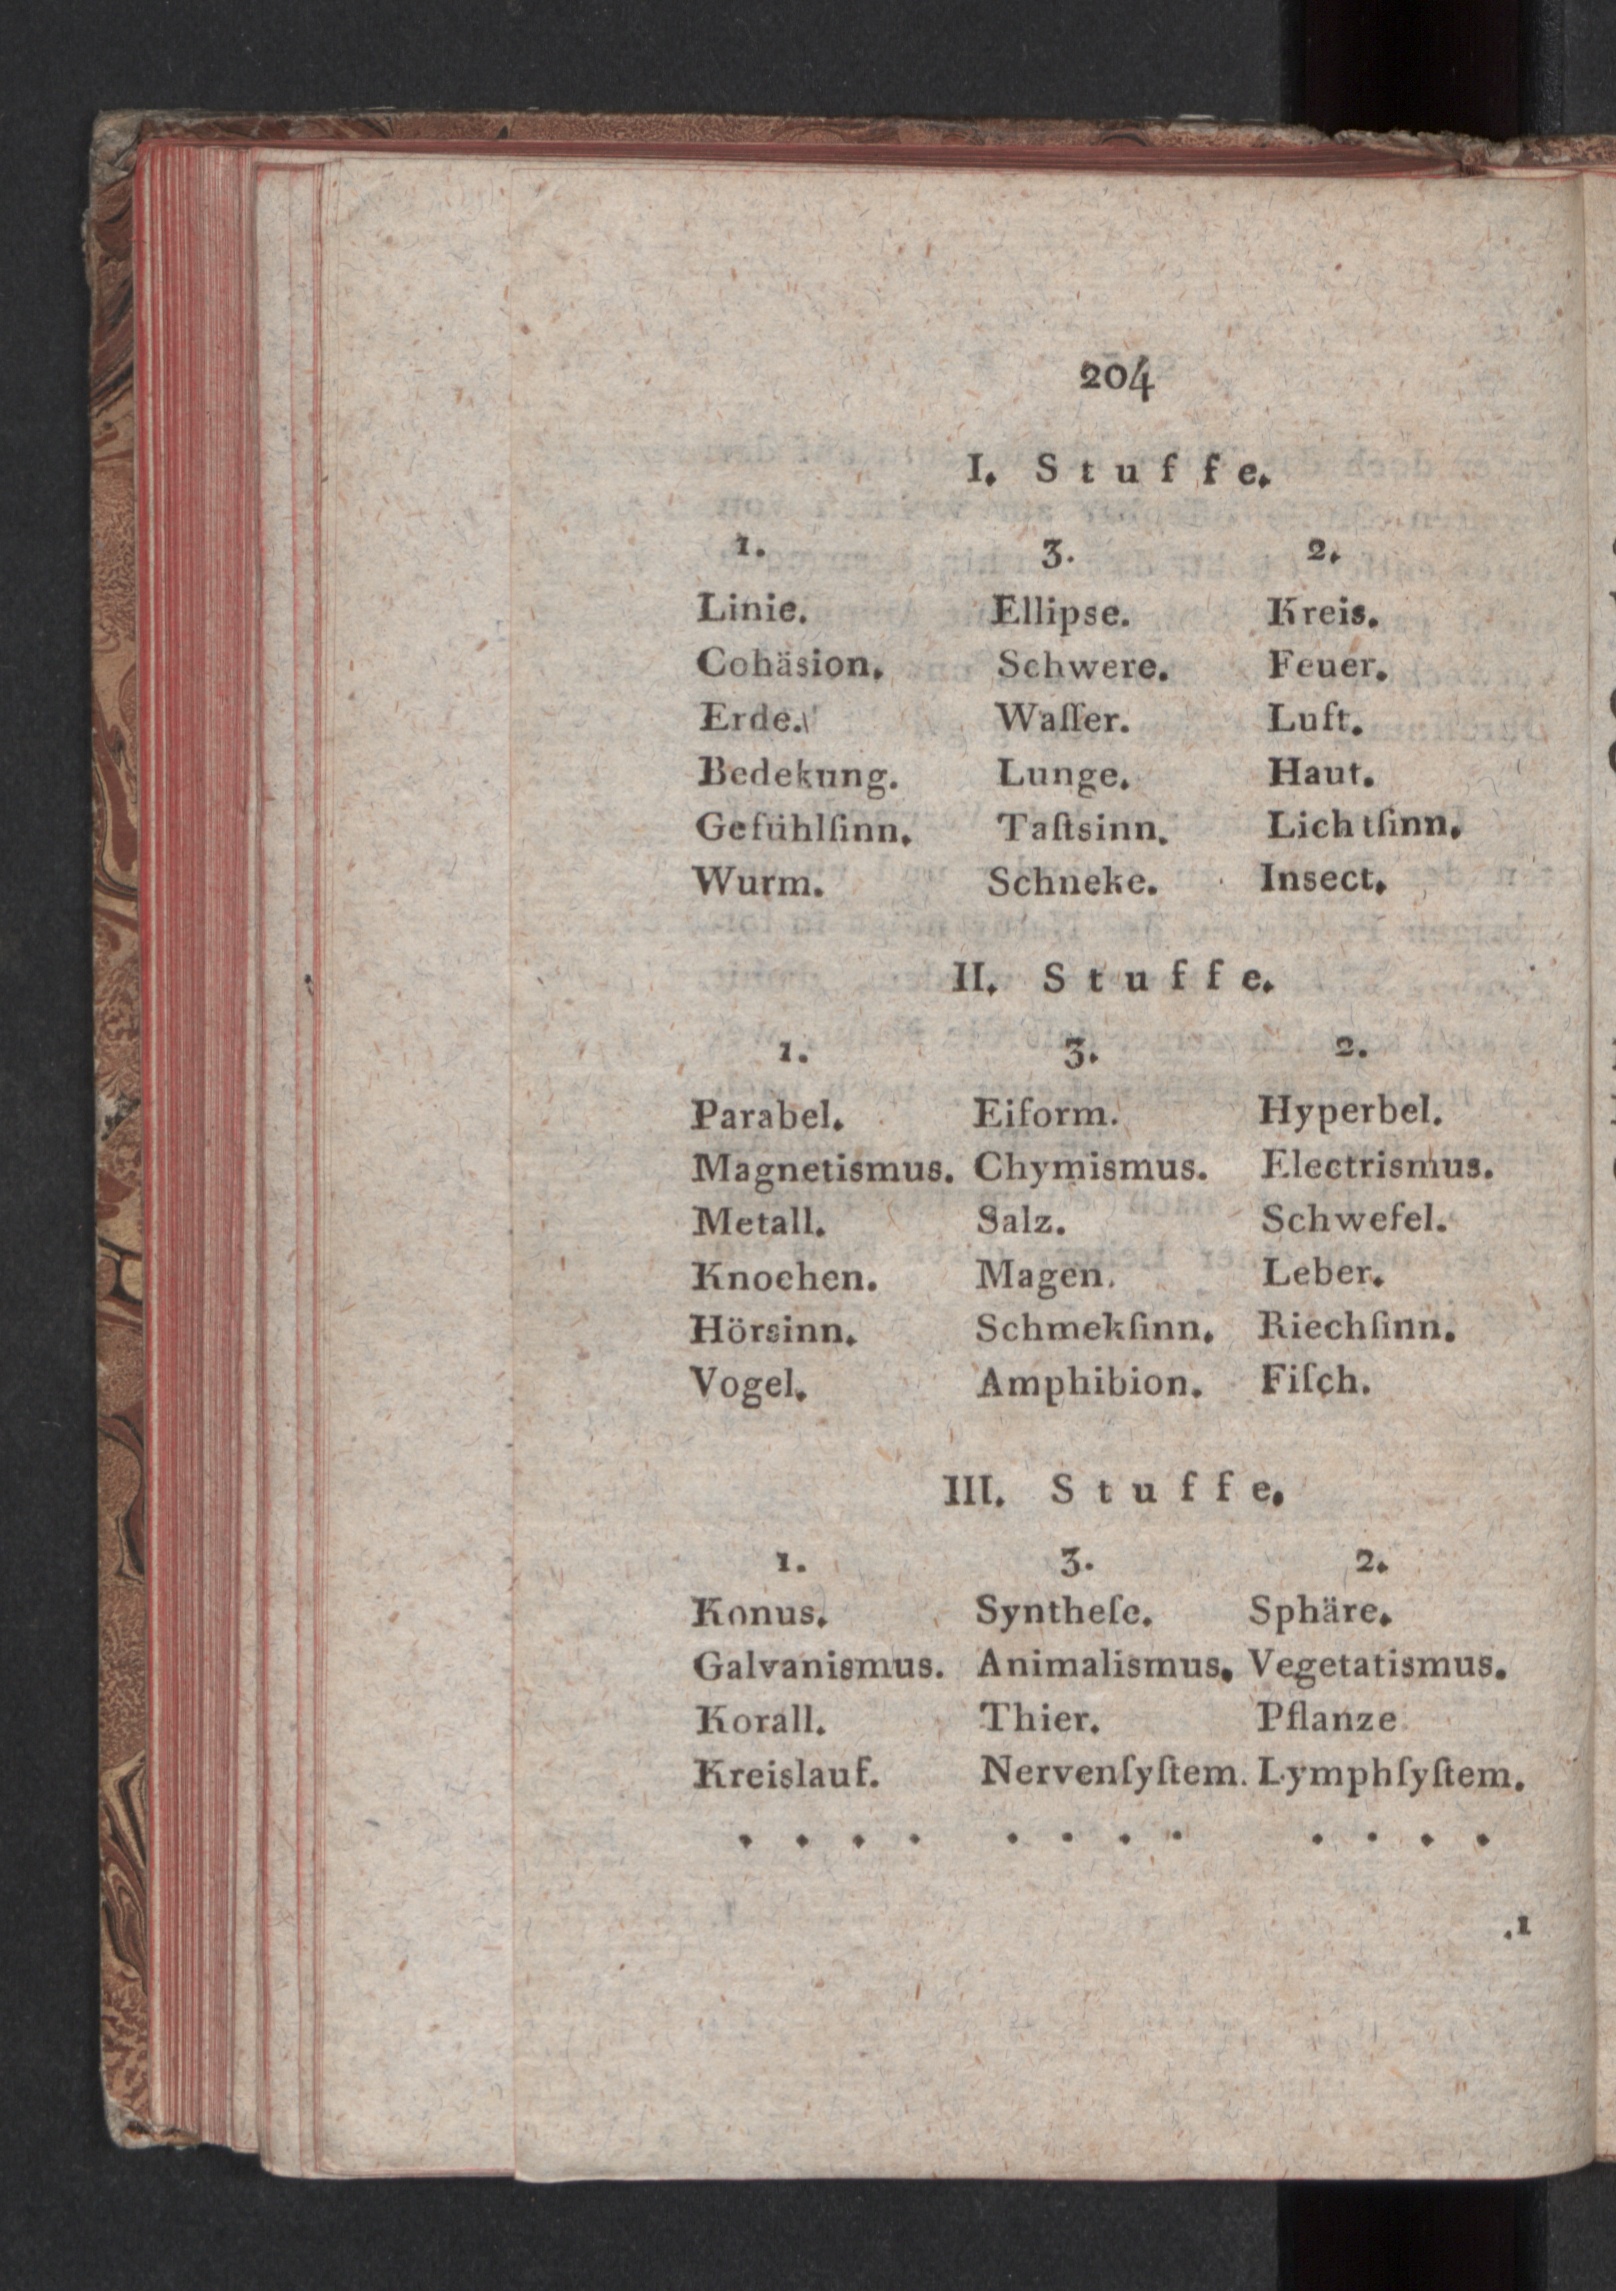 204
I. Stuffe.
1. 3. 2.
Linie. Ellipse. Kreis.
Cohäsion. Schwere. Feuer.
Erde. Waſſer. Luft.
Bedekung. Lunge. Haut.
Gefühlſinn. Taſtsinn. Lichtſinn.
Wurm. Schneke. Insect.
II. Stuffe.
1. 3. 2.
Parabel. Eiform. Hyperbel.
Magnetismus. Chymismus. Electrismus.
Metall. Salz. Schwefel.
Knochen. Magen. Leber.
Hörsinn. Schmekſinn. Riechſinn.
Vogel. Amphibion. Fiſch.
III. Stuffe.
1. 3. 2.
Konus. Syntheſe. Sphäre.
Galvanismus. Animalismus. Vegetatismus.
Korall. Thier. Pflanze
Kreislauf. Nervenſyſtem. Lymphſyſtem.
. . . . . . . . . . . .
.1